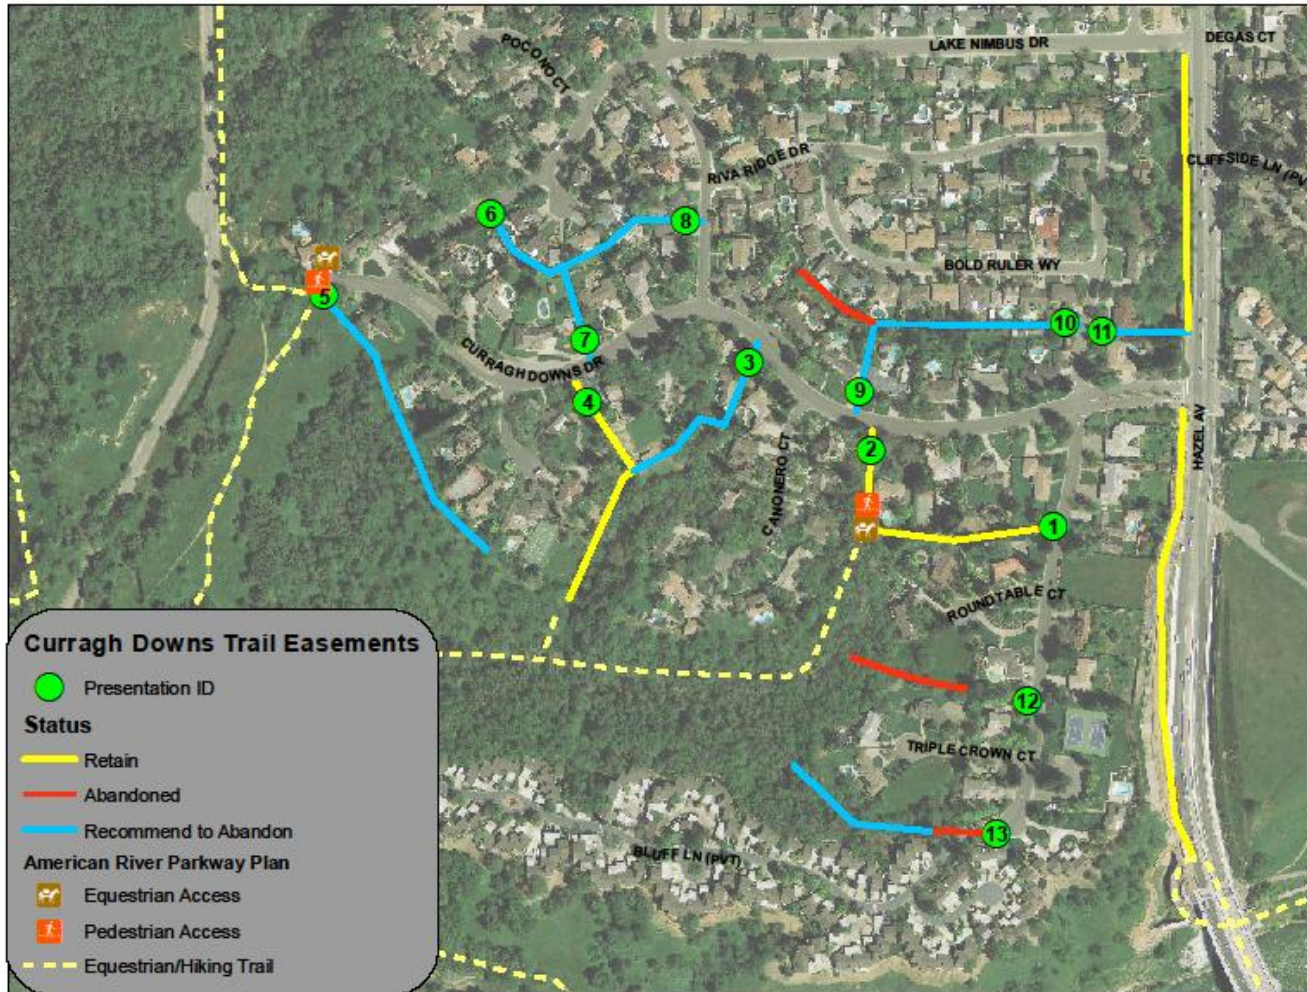 POCONO CT
LAKE NIMBUS DR
DEGAS CT
RIVA RIDGE DR
CLIFFSIDE LN (PV
6
8
BOLD RULER WY
5
10
11
7
CURRAGH DOWNS DR
3
4
9
HAZEL AV
2
CANONERO CT
1
ROUNDTABLE CT
12
TRIPLE CROWN CT
13
BLUFF LN (PVT)
Curragh Downs Trail Easements
Presentation ID
Status
Retain
Abandoned
Recommend to Abandon
American River Parkway Plan
Equestrian Access
Pedestrian Access
Equestrian/Hiking Trail